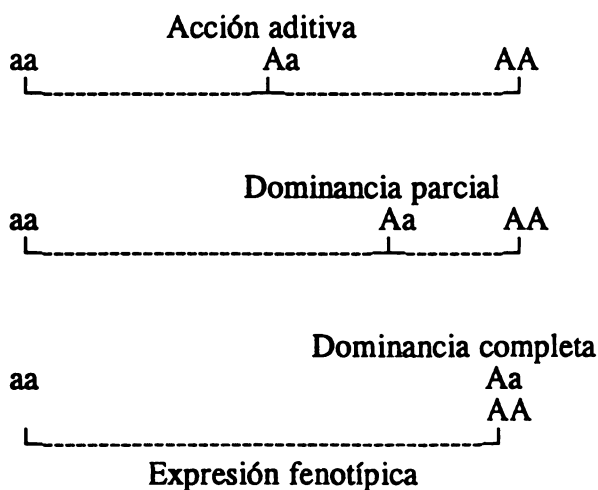 Acción aditiva
aa Aa AA
Dominancia parcial
aa Aa AA
Dominancia completa
aa Aa
AA
Expresión fenotípica